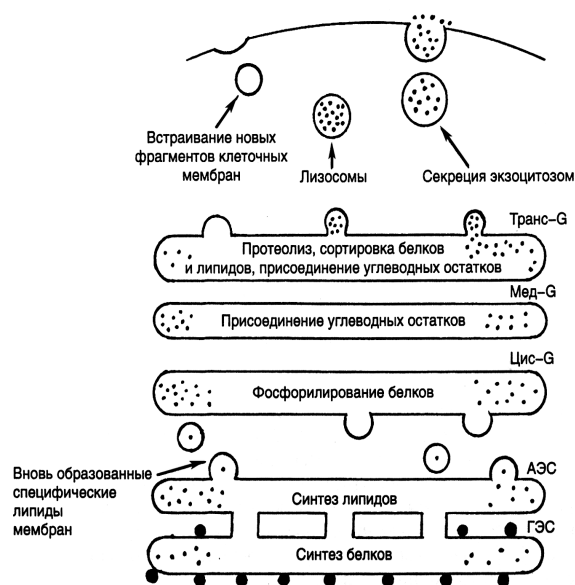 Встраивание новых
фрагментов клеточных
мембран
Лизосомы
Секреция экзоцитозом
Транс–G
Протеолиз, сортировка белков
и липидов, присоединение углеводных остатков
Мед–G
Присоединение углеводных остатков
Цис–G
Фосфорилирование белков
Вновь образованные
специфические
липиды
мембран
АЭС
Синтез липидов
ГЭС
Синтез белков